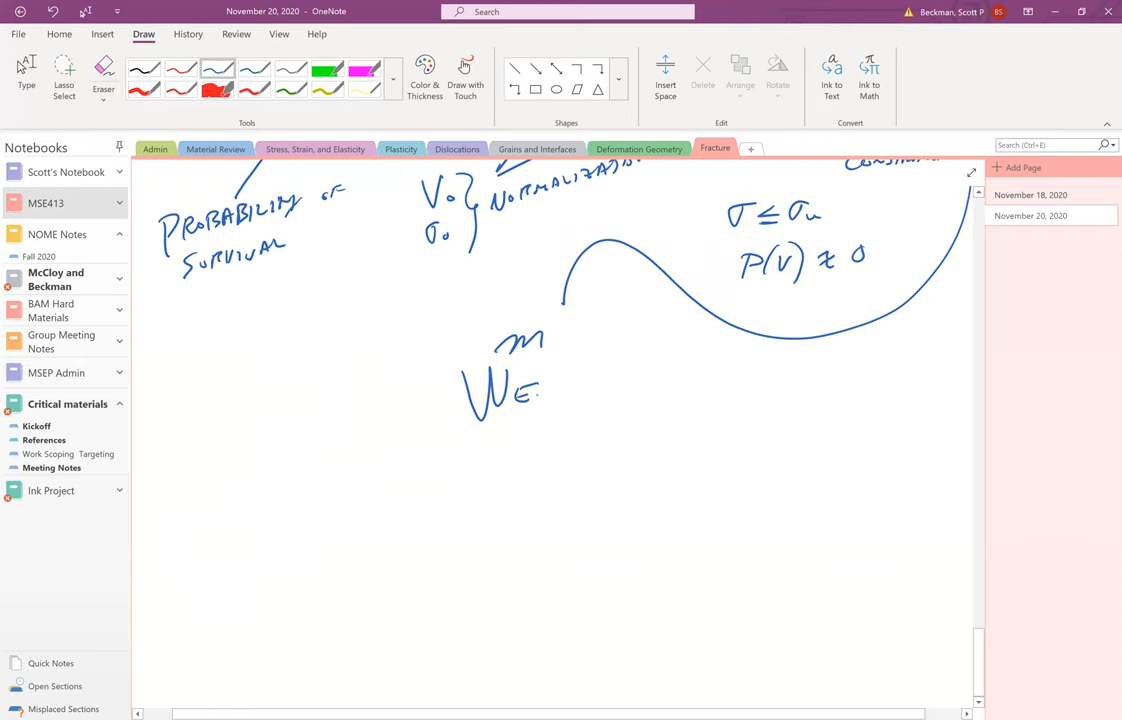 November 20, 2020 - OneNote
Search
Beckman, Scott P
BS
File
Home
Insert
Draw
History
Review
View
Help
Type
Lasso Select
Eraser
Color & Thickness
Draw with Touch
Insert Space
Delete
Arrange
Rotate
Ink to Text
Ink to Math
Tools
Shapes
Edit
Convert
Notebooks
Admin
Material Review
Stress, Strain, and Elasticity
Plasticity
Dislocations
Grains and Interfaces
Deformation Geometry
Fracture
Search (Ctrl+E)
Scott's Notebook
MSE413
NOME Notes
Fall 2020
McCloy and Beckman
BAM Hard Materials
Group Meeting Notes
MSEP Admin
Critical materials
Kickoff
References
Work Scoping Targeting
Meeting Notes
Ink Project
Quick Notes
Open Sections
Misplaced Sections
PROBABILITY OF
SURVIVAL
V₀
σ₀
NORMALIZATION
σ ≤ σᵤ
m
WE
Add Page
November 18, 2020
November 20, 2020